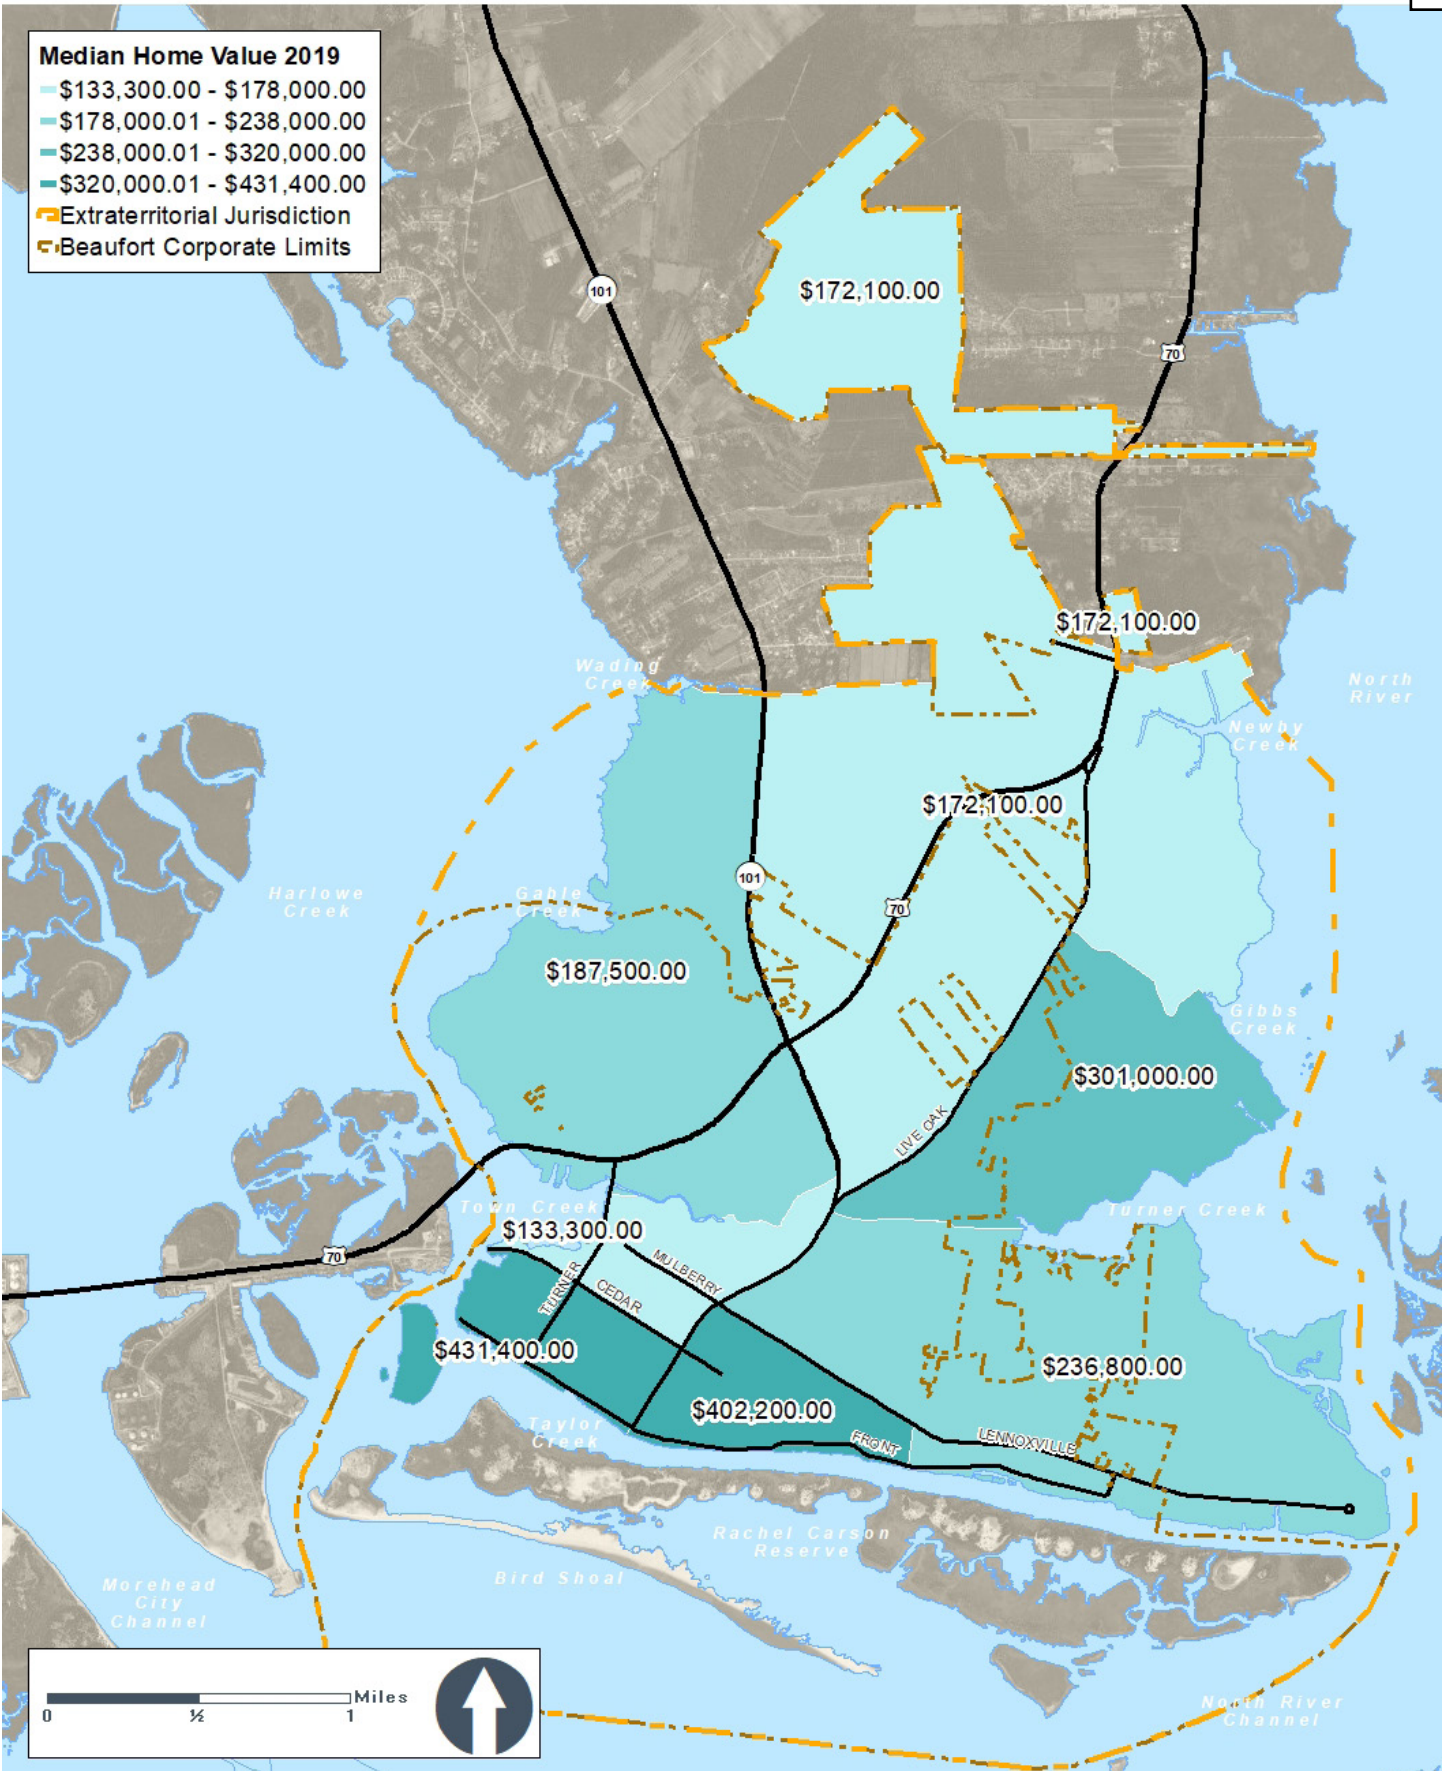 Median Home Value 2019
$133,300.00 - $178,000.00
$178,000.01 - $238,000.00
$238,000.01 - $320,000.00
$320,000.01 - $431,400.00
Extraterritorial Jurisdiction
Beaufort Corporate Limits
101
$172,100.00
70
$172,100.00
Wading
Creek
North
River
Newby
Creek
$172,100.00
101
70
Harlowe
Creek
Gable
Creek
$187,500.00
Gibbs
Creek
$301,000.00
LIVE OAK
Town Creek
Turner Creek
$133,300.00
70
MULBERRY
TURNER
CEDAR
$431,400.00
$236,800.00
$402,200.00
Taylor
Creek
FRONT
LENNOXVILLE
Rachel Carson
Reserve
Bird Shoal
Morehead
City
Channel
North River
Channel
Miles
0
½
1